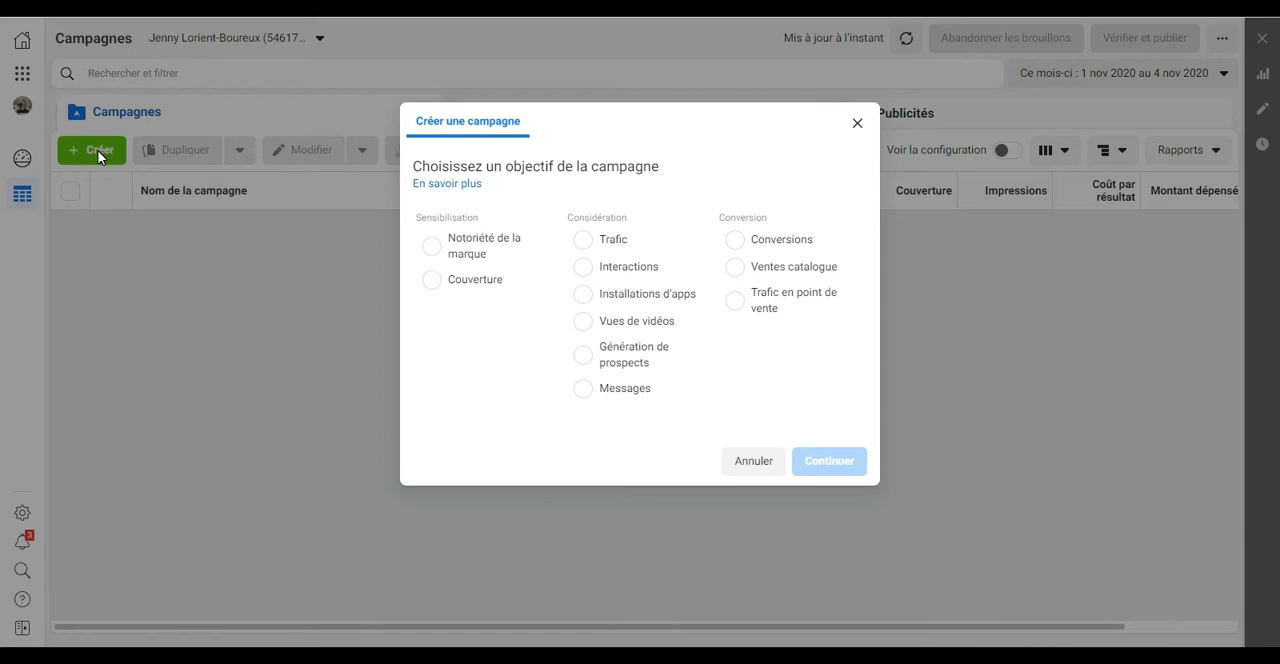 Campagnes Jenny Lorient-Boureux (54617... Mis à jour à l'instant Abandonner les brouillons Vérifier et publier
Rechercher et filtrer Ce mois-ci : 1 nov 2020 au 4 nov 2020
Campagnes Publicités
+ Créer Dupliquer Modifier Voir la configuration Rapports
Nom de la campagne Couverture Impressions Coût par résultat Montant dépensé
Créer une campagne
Choisissez un objectif de la campagne
En savoir plus
Sensibilisation
Notoriété de la
marque
Couverture
Considération
Trafic
Interactions
Installations d'apps
Vues de vidéos
Génération de
prospects
Messages
Conversion
Conversions
Ventes catalogue
Trafic en point de
vente
Annuler Continuer
3